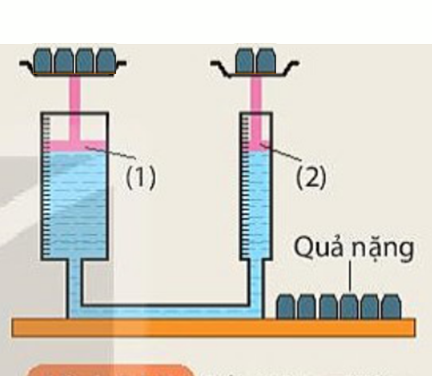 (1)
(2)
Quả nặng